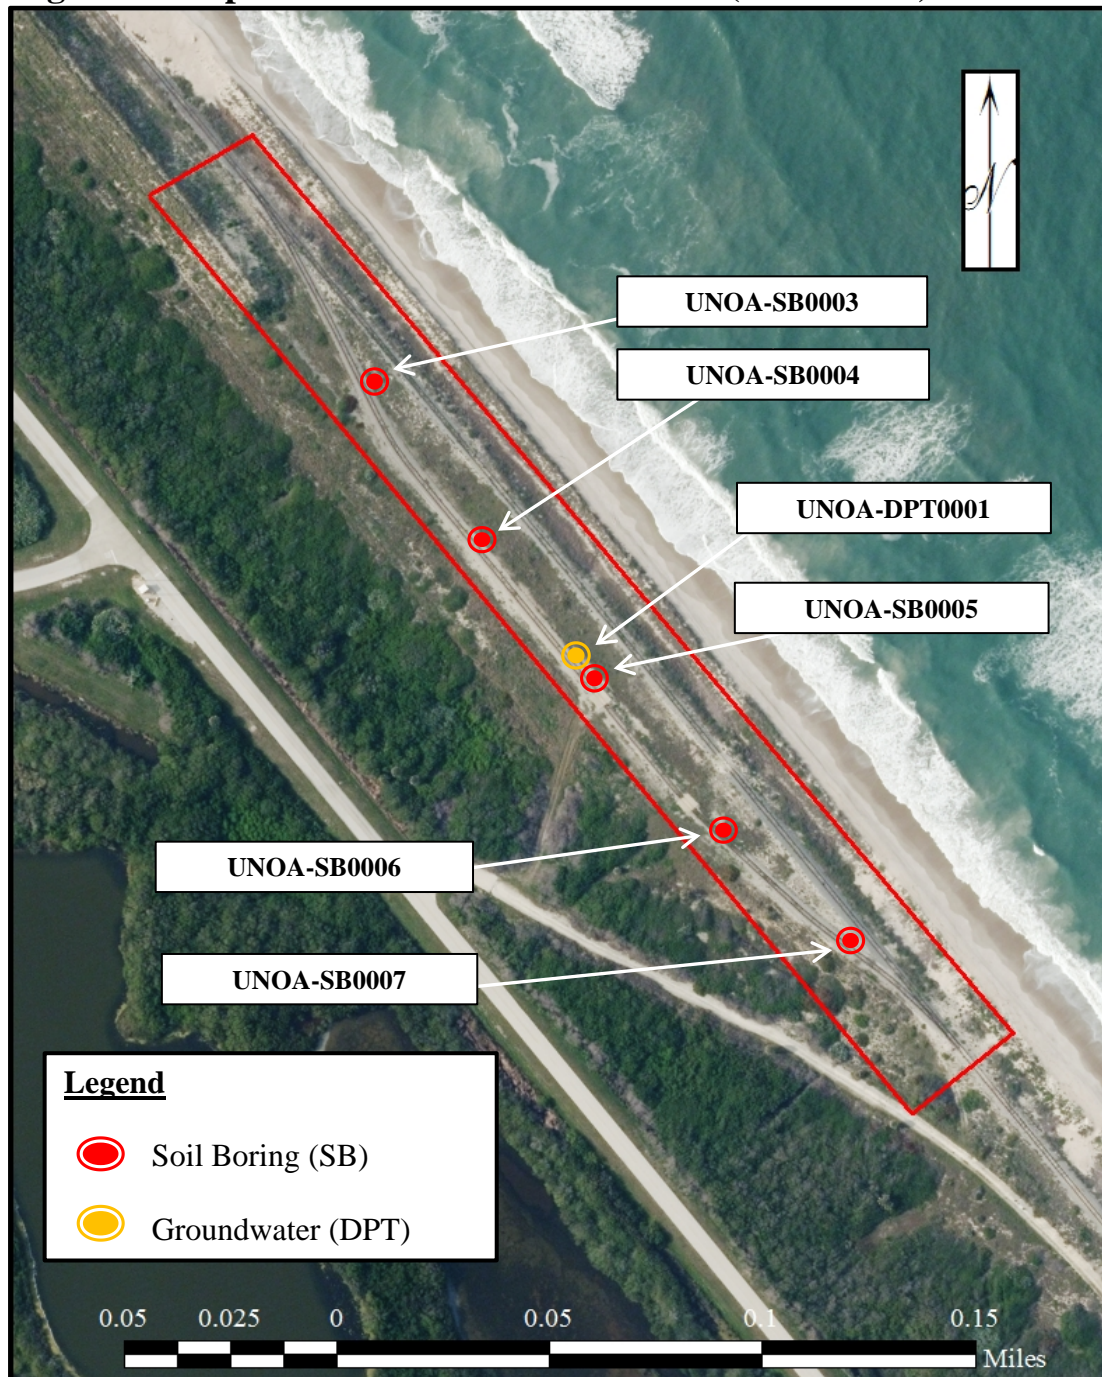 N
UNOA-SB0003
UNOA-SB0004
UNOA-DPT0001
UNOA-SB0005
UNOA-SB0006
UNOA-SB0007
Legend
Soil Boring (SB)
Groundwater (DPT)
0.05 0.025 0 0.05 0.1 0.15
Miles